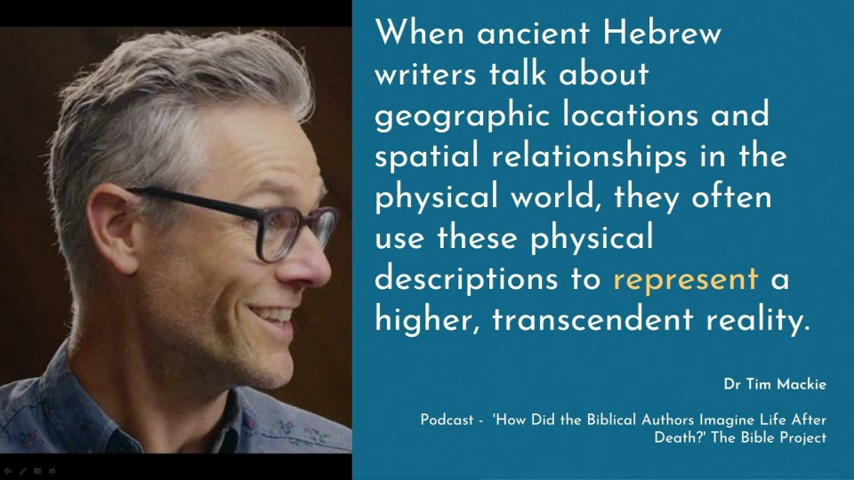 When ancient Hebrew
writers talk about
geographic locations and
spatial relationships in the
physical world, they often
use these physical
descriptions to represent a
higher, transcendent reality.
Dr Tim Mackie
Podcast - 'How Did the Biblical Authors Imagine Life After
Death?' The Bible Project